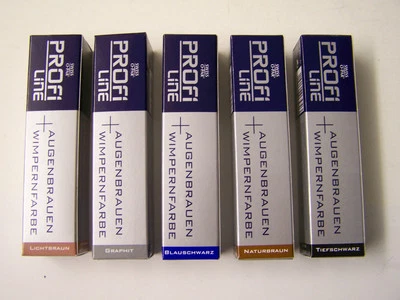 PROFI
LINE
AUGENBRAUEN
WIMPERNFARBE
LICHTBRAUN
PROFI
LINE
AUGENBRAUEN
WIMPERNFARBE
GRAPHIT
PROFI
LINE
AUGENBRAUEN
WIMPERNFARBE
BLAUSCHWARZ
PROFI
LINE
AUGENBRAUEN
WIMPERNFARBE
NATURBRAUN
PROFI
LINE
AUGENBRAUEN
WIMPERNFARBE
TIEFSCHWARZ